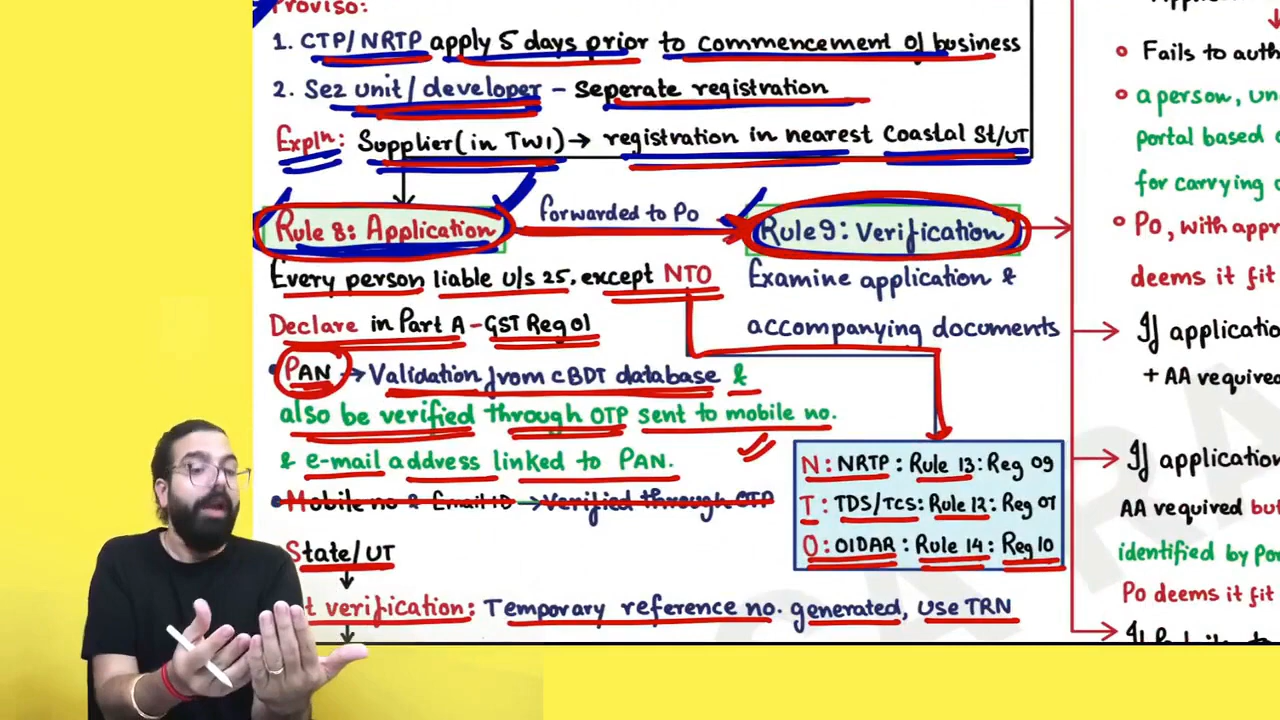 Proviso:
1. CTP/NRTP apply 5 days prior to commencement of business
2. SEZ unit/developer - Seperate registration
Expln: Supplier(in TWI)→ registration in nearest Coastal St/UT
Rule 8: Application
forwarded to PO
Rule 9: Verification
Every person liable u/s 25, except NTO
Declare in Part A-GST Reg 01
• PAN → Validation from CBDT database &
also be verified through OTP sent to mobile no.
& e-mail address linked to PAN.
• Mobile no & Email ID → Verified through OTP
State/UT
t verification: Temporary reference no. generated, use TRN
Examine application &
accompanying documents
N: NRTP: Rule 13: Reg 09
T: TDS/TCS: Rule 12: Reg 07
O: OIDAR: Rule 14: Reg 10
Fails to auth
a person, un
portal based
for carrying
PO, with appr
deems it fit
If applicatio
+ AA required
If applicatio
AA required bu
identified by Por
PO deems it fit